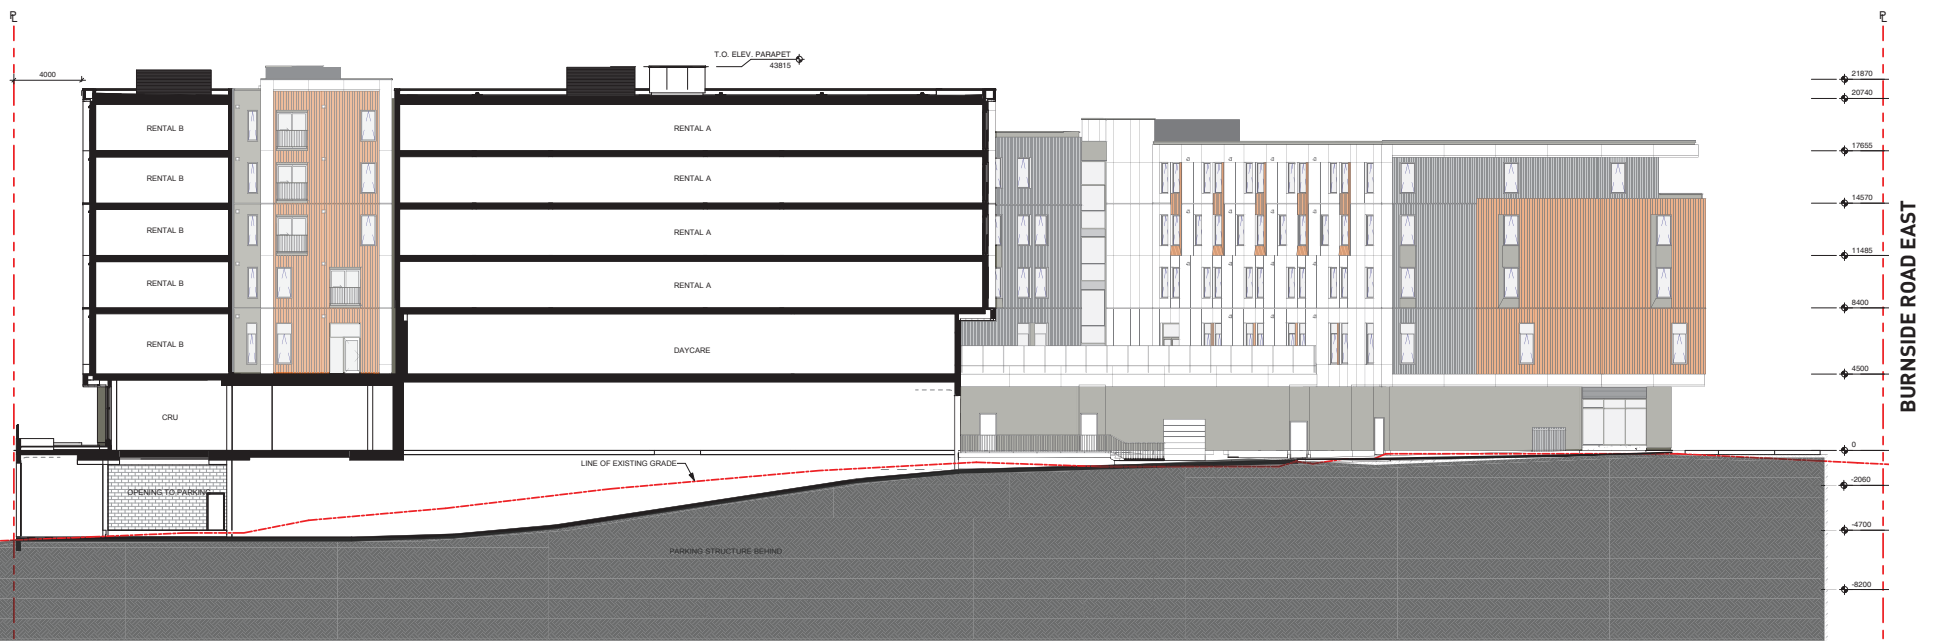 PL
PL
T.O. ELEV. PARAPET
43815
4000
21870
20740
RENTAL B
RENTAL A
17655
RENTAL B
RENTAL A
14570
RENTAL B
RENTAL A
11485
RENTAL B
RENTAL A
8400
RENTAL B
DAYCARE
4500
CRU
0
LINE OF EXISTING GRADE
-2060
OPENING TO PARKING
-4700
PARKING STRUCTURE BEHIND
-8200
BURNSIDE ROAD EAST